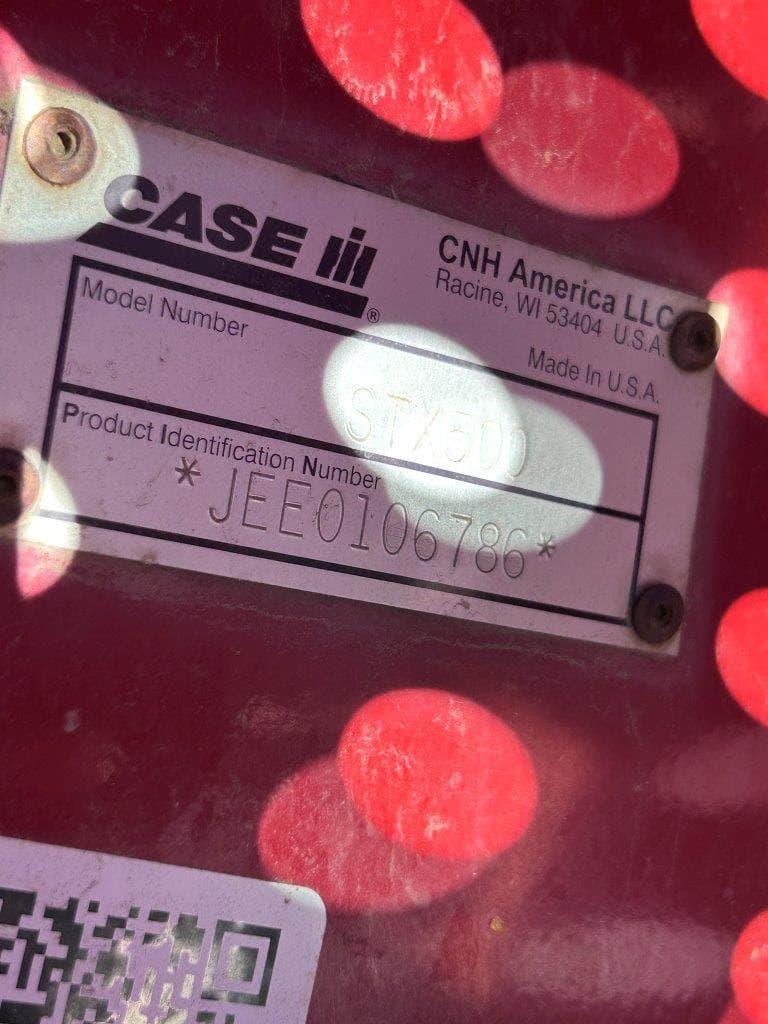 CASE IH®
CNH America LLC
Racine, WI 53404 U.S.A.
Made In U.S.A.
Model Number
STX500
Product Identification Number
*JEE0106786*